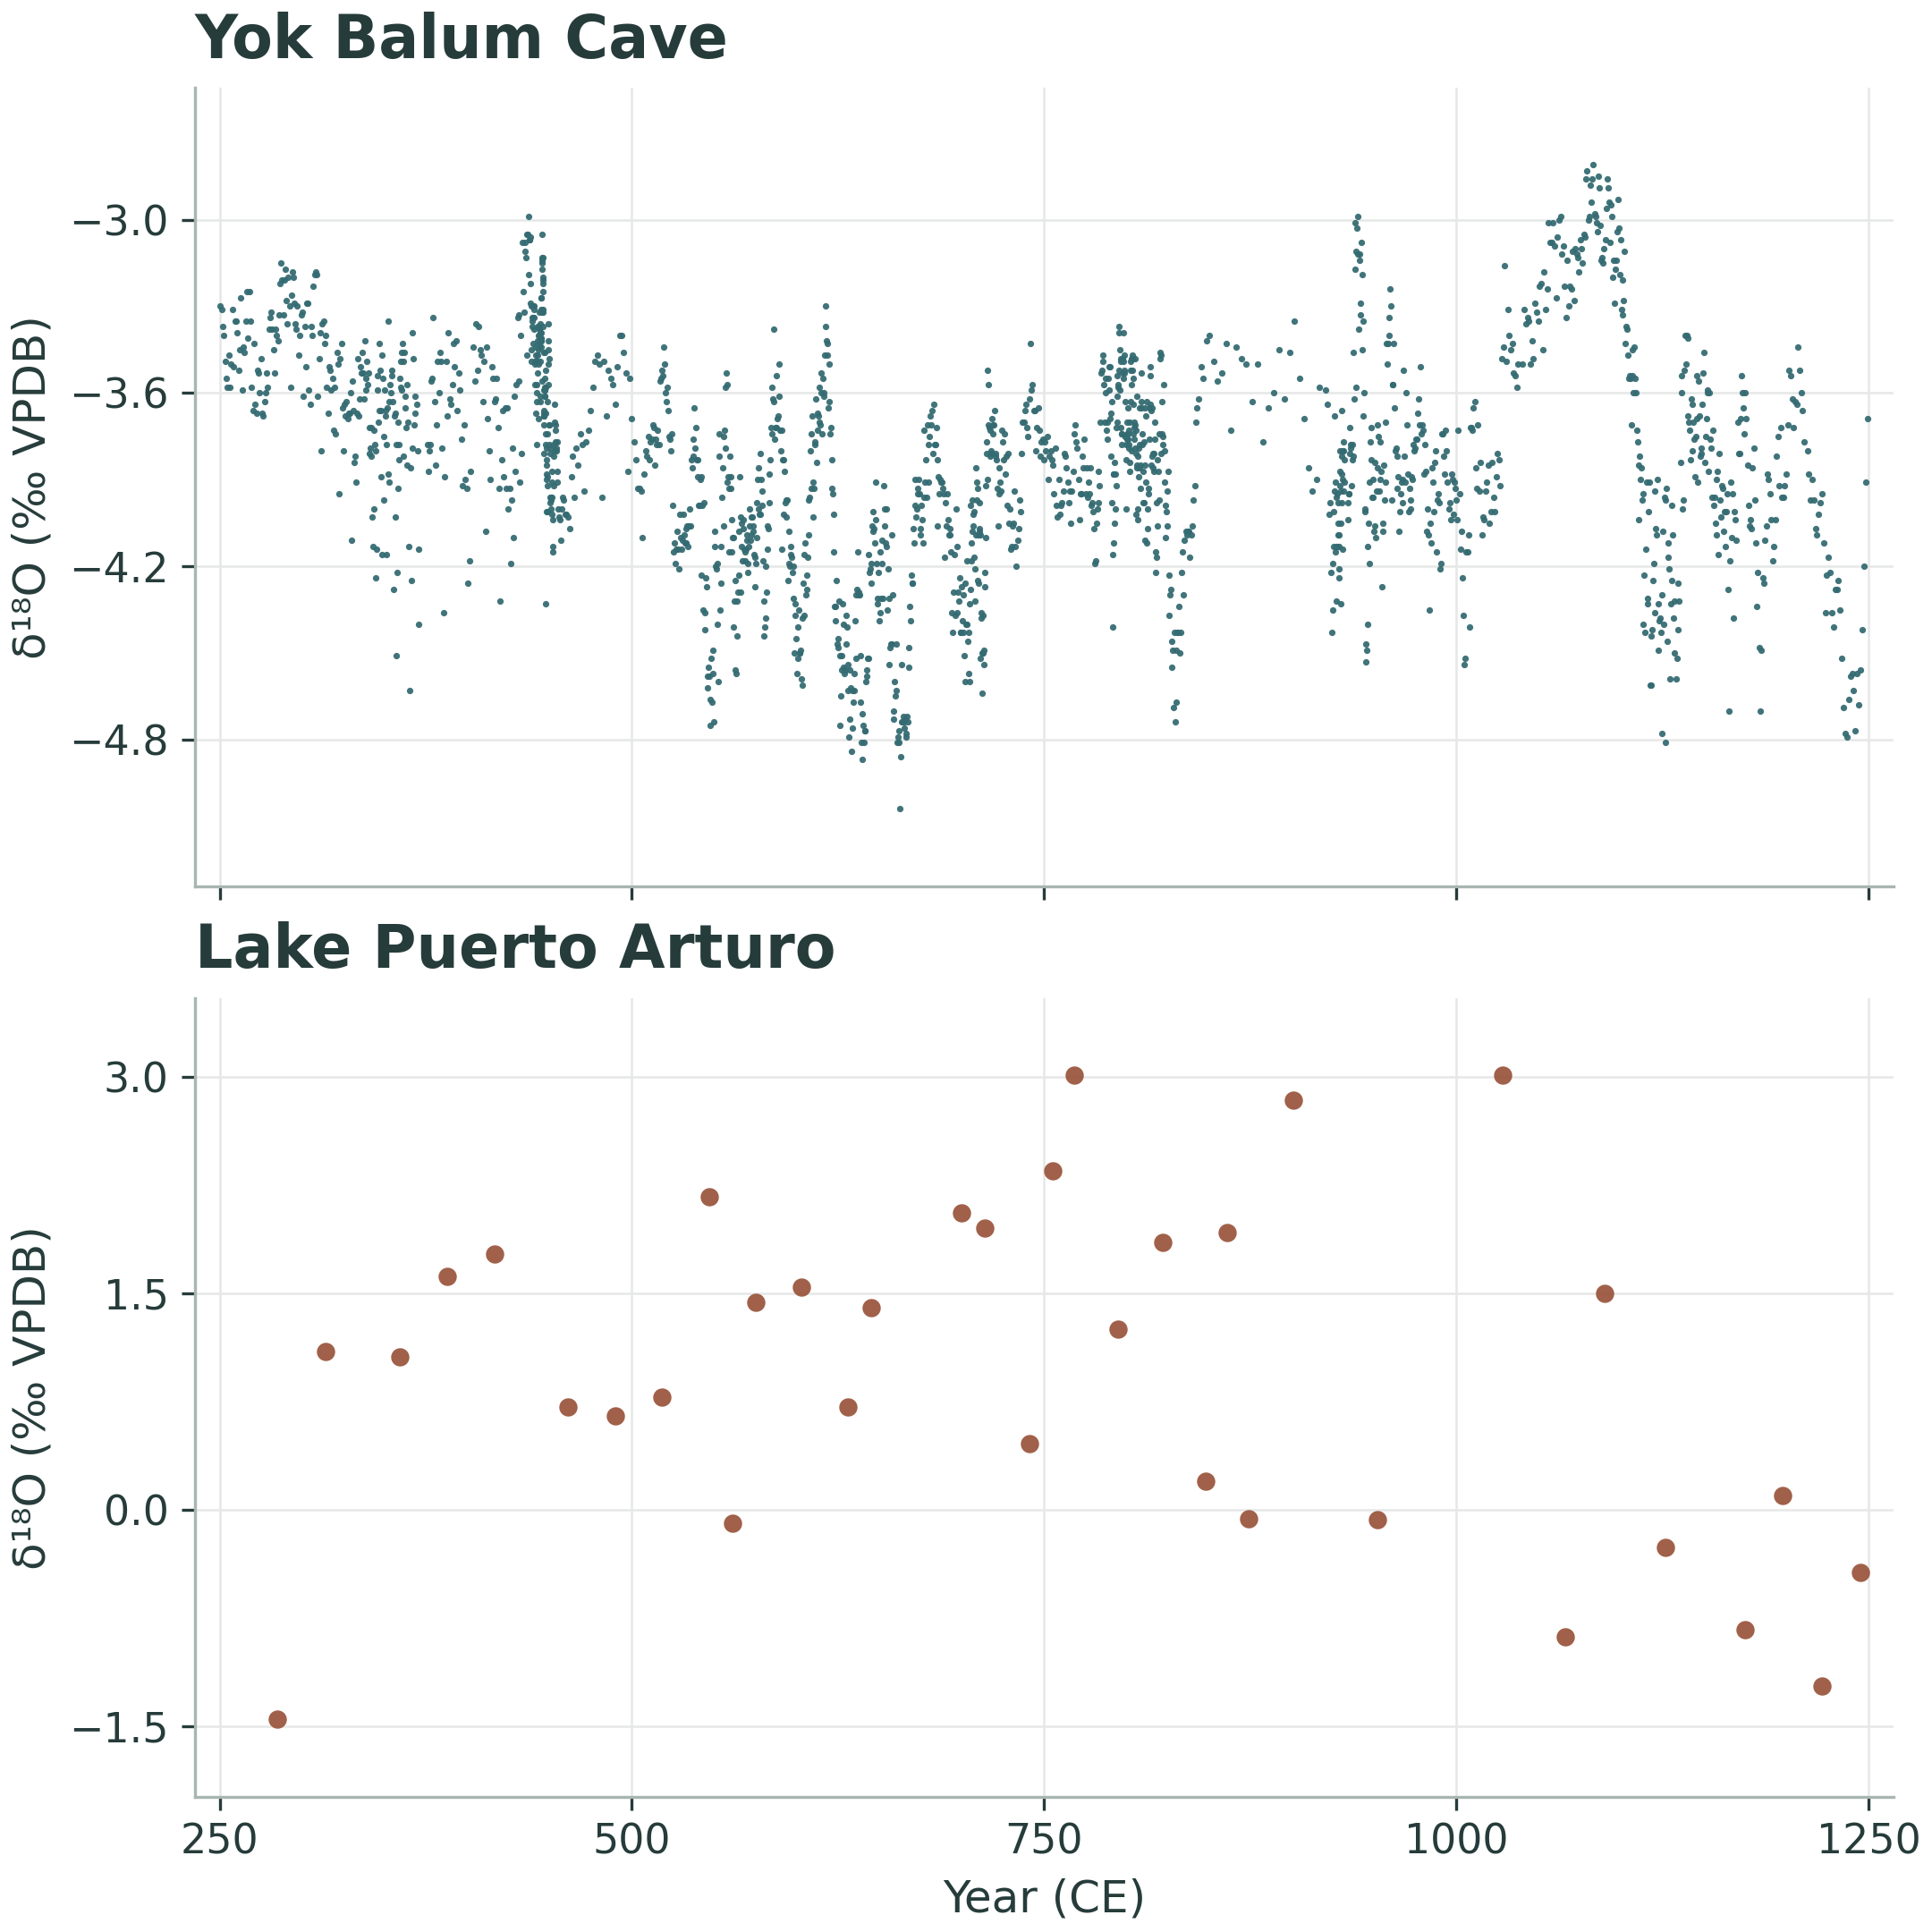 Yok Balum Cave
δ¹⁸O (‰ VPDB)
−3.0
−3.6
−4.2
−4.8
Lake Puerto Arturo
δ¹⁸O (‰ VPDB)
3.0
1.5
0.0
−1.5
250 500 750 1000 1250
Year (CE)